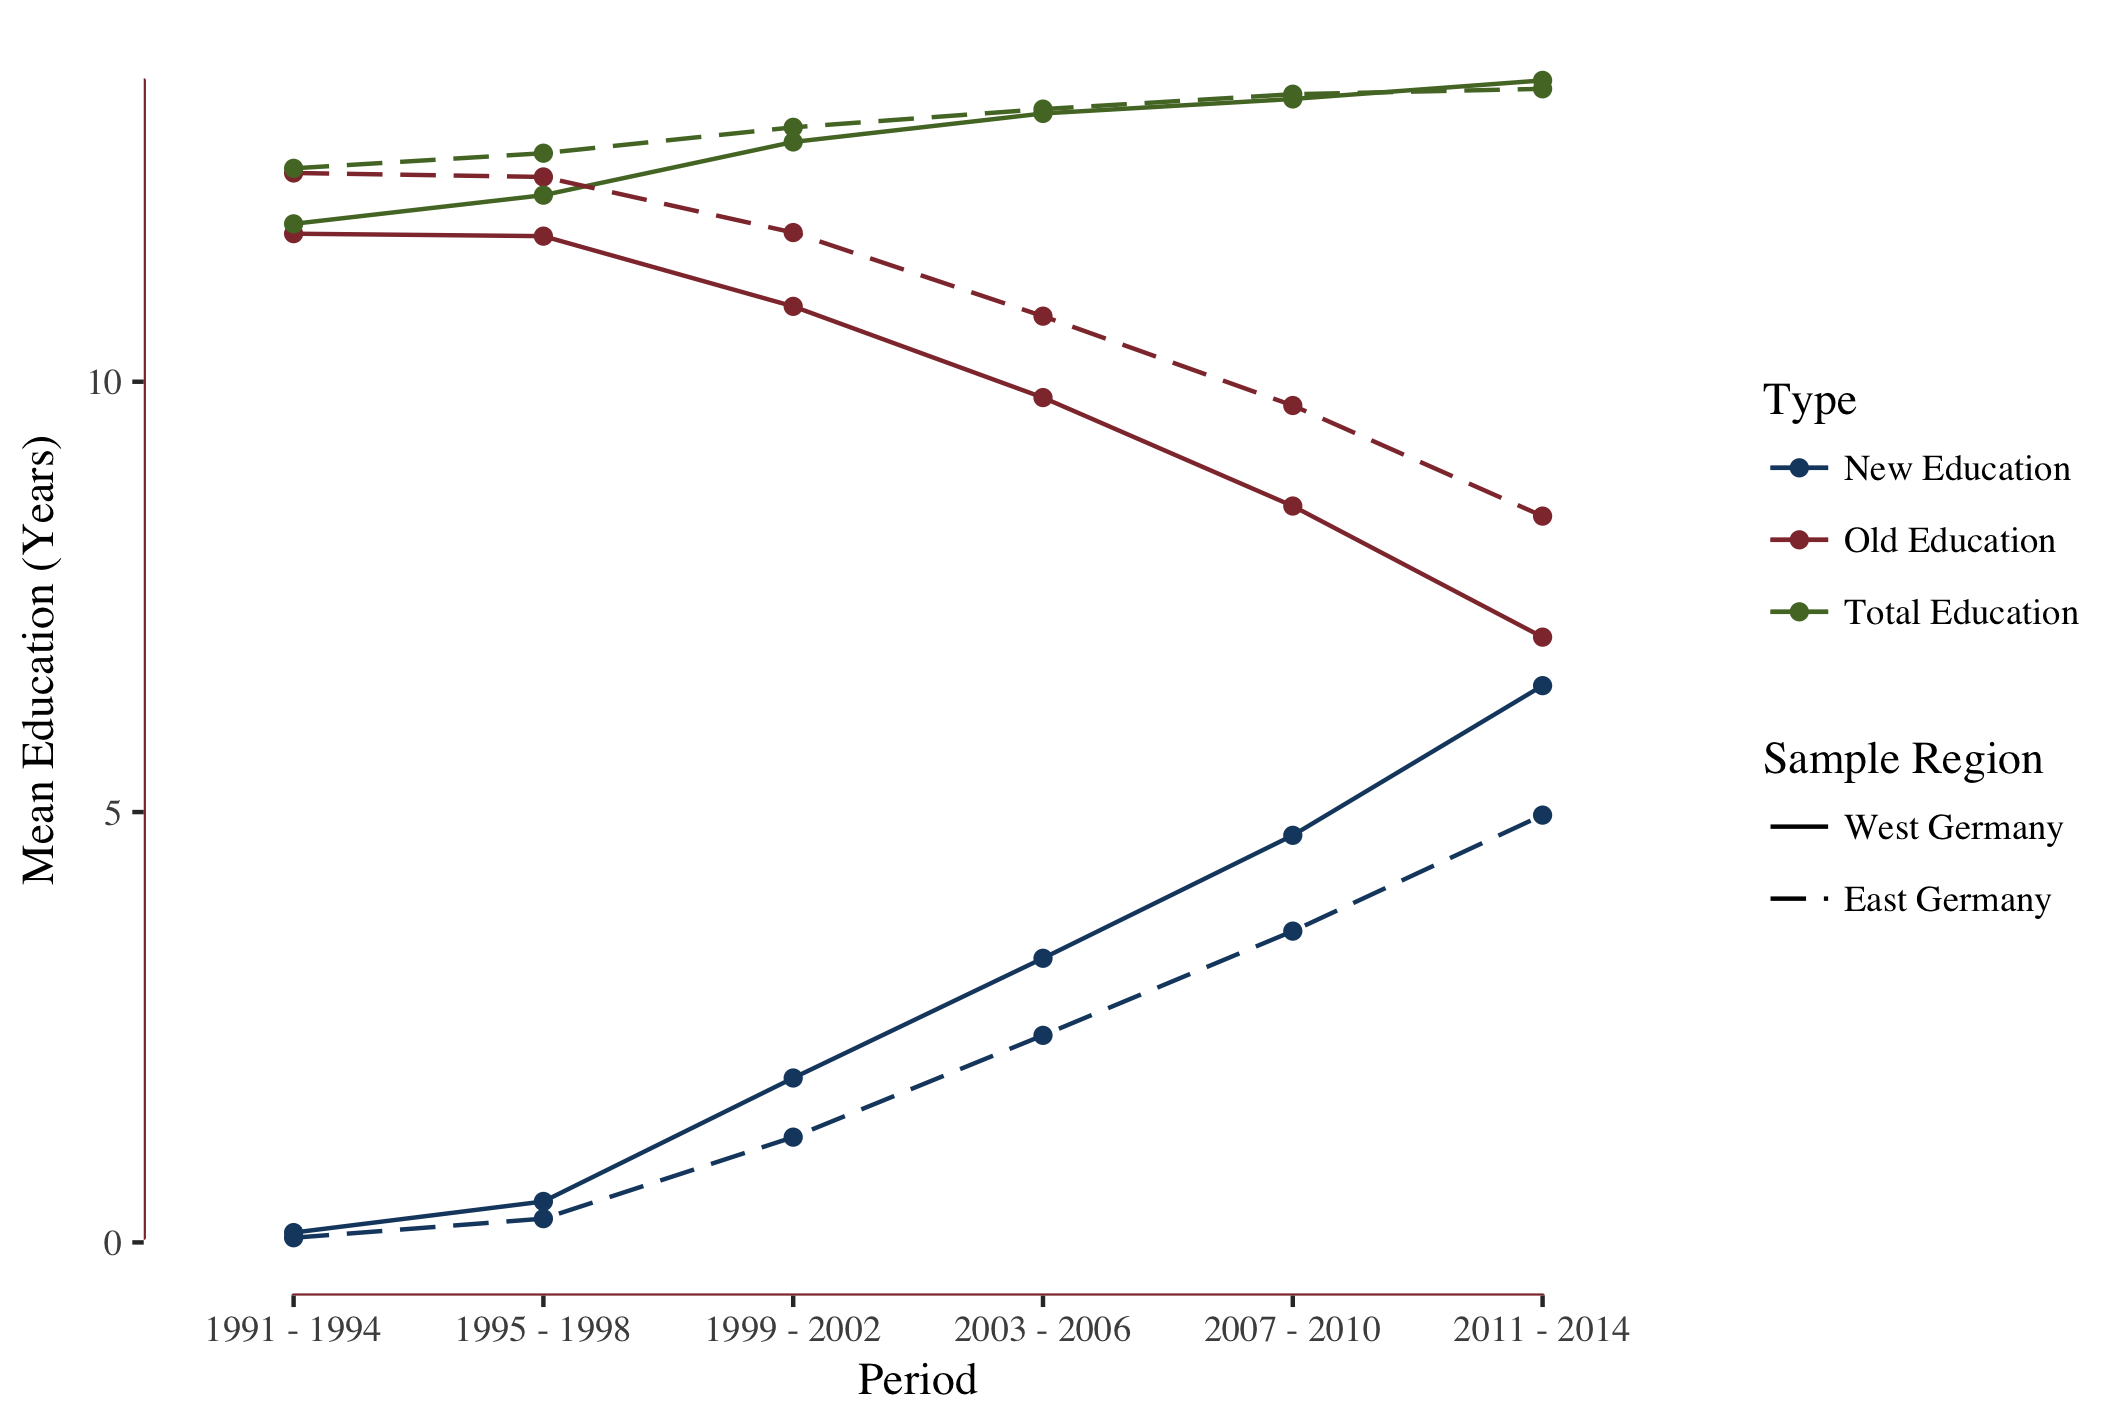 10
5
0
Mean Education (Years)
1991 - 1994
1995 - 1998
1999 - 2002
2003 - 2006
2007 - 2010
2011 - 2014
Period
Type
New Education
Old Education
Total Education
Sample Region
West Germany
East Germany